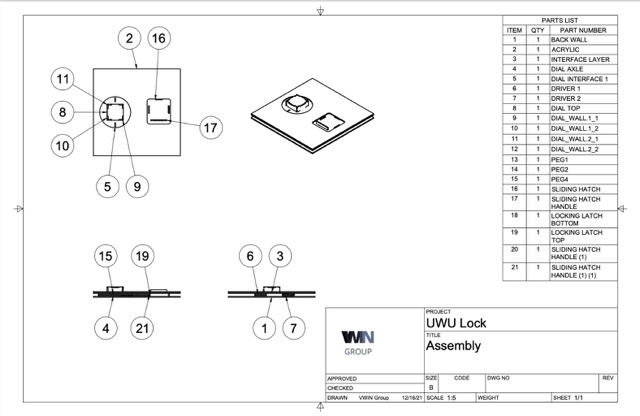 2
16
11
8
10
17
5
9
15
19
6
3
4
21
1
7
PARTS LIST
ITEM QTY PART NUMBER
1 1 BACK WALL
2 1 ACRYLIC
3 1 INTERFACE LAYER
4 1 DIAL AXLE
5 1 DIAL INTERFACE 1
6 1 DRIVER 1
7 1 DRIVER 2
8 1 DIAL TOP
9 1 DIAL_WALL.1_1
10 1 DIAL_WALL.1_2
11 1 DIAL_WALL.2_1
12 1 DIAL_WALL.2_2
13 1 PEG1
14 1 PEG2
15 1 PEG4
16 1 SLIDING HATCH
17 1 SLIDING HATCH
HANDLE
18 1 LOCKING LATCH
BOTTOM
19 1 LOCKING LATCH
TOP
20 1 SLIDING HATCH
HANDLE (1)
21 1 SLIDING HATCH
HANDLE (1) (1)
VWIN
GROUP
PROJECT
UWU Lock
TITLE
Assembly
APPROVED
CHECKED
DRAWN VWIN Group 12/16/21
SIZE CODE DWG NO REV
B
SCALE 1:5 WEIGHT SHEET 1/1